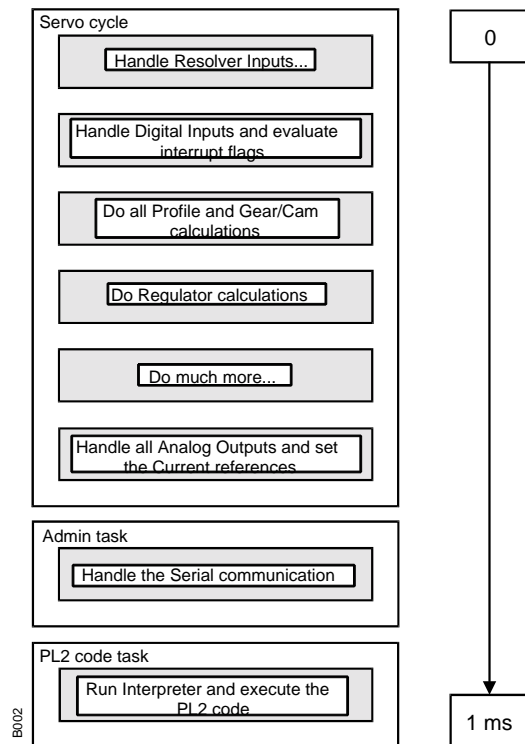 Servo cycle
Handle Resolver Inputs...
Handle Digital Inputs and evaluate
interrupt flags
Do all Profile and Gear/Cam
calculations
Do Regulator calculations
Do much more...
Handle all Analog Outputs and set
the Current references
Admin task
Handle the Serial communication
PL2 code task
Run Interpreter and execute the
PL2 code
B002
0
1 ms